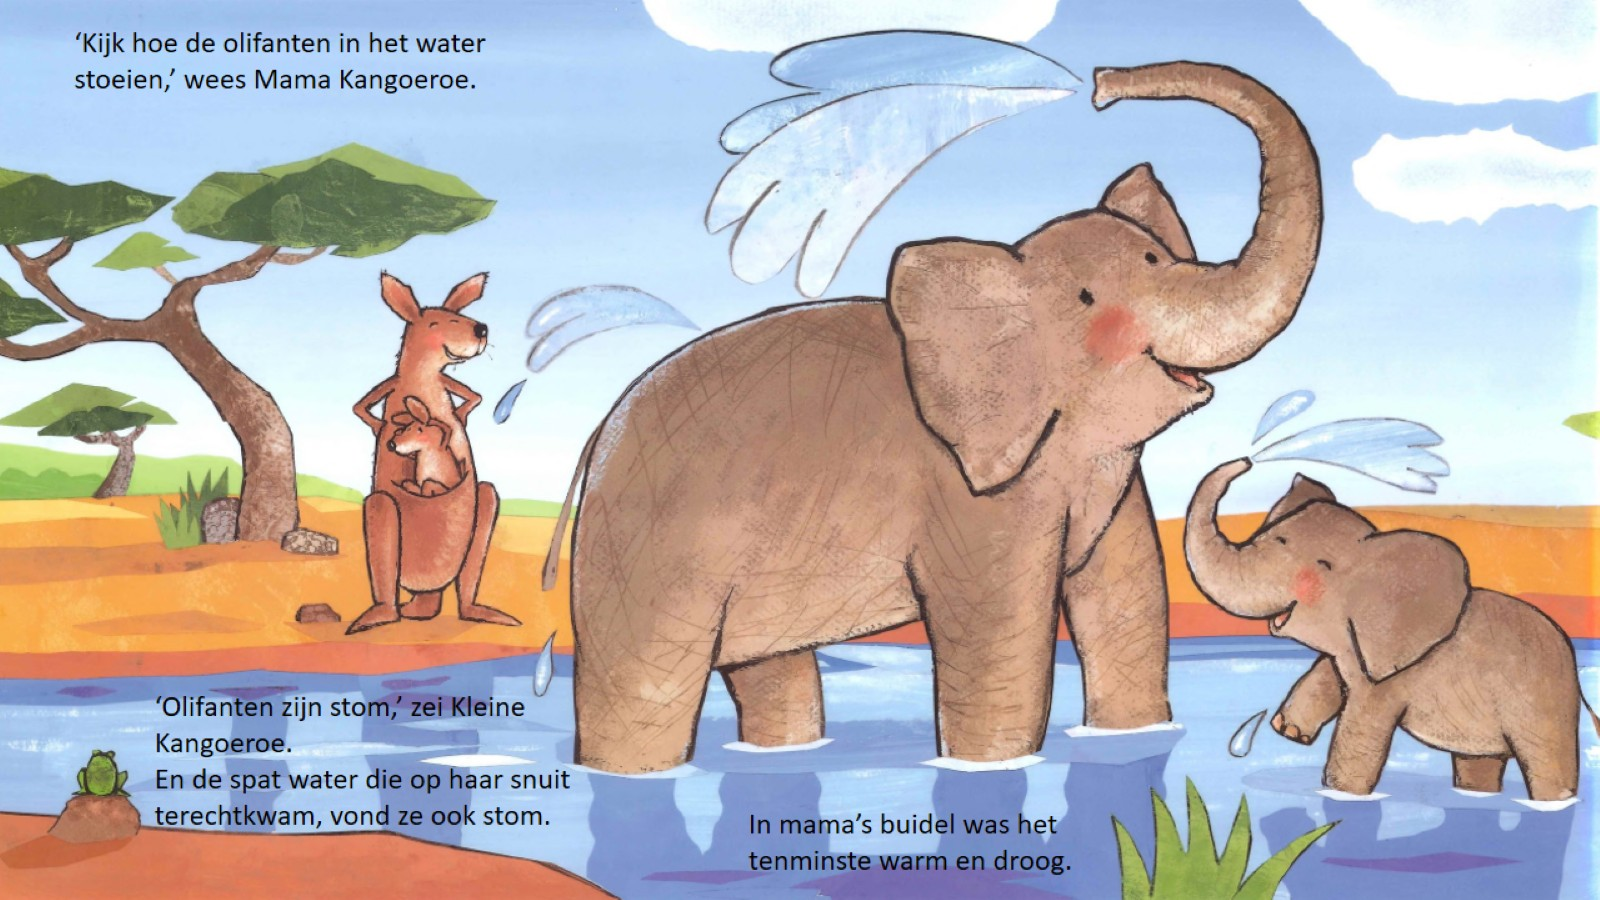 ‘Kijk hoe de olifanten in het water
stoeien,’ wees Mama Kangoeroe.
‘Olifanten zijn stom,’ zei Kleine
Kangoeroe.
En de spat water die op haar snuit
terechtkwam, vond ze ook stom.
In mama’s buidel was het
tenminste warm en droog.